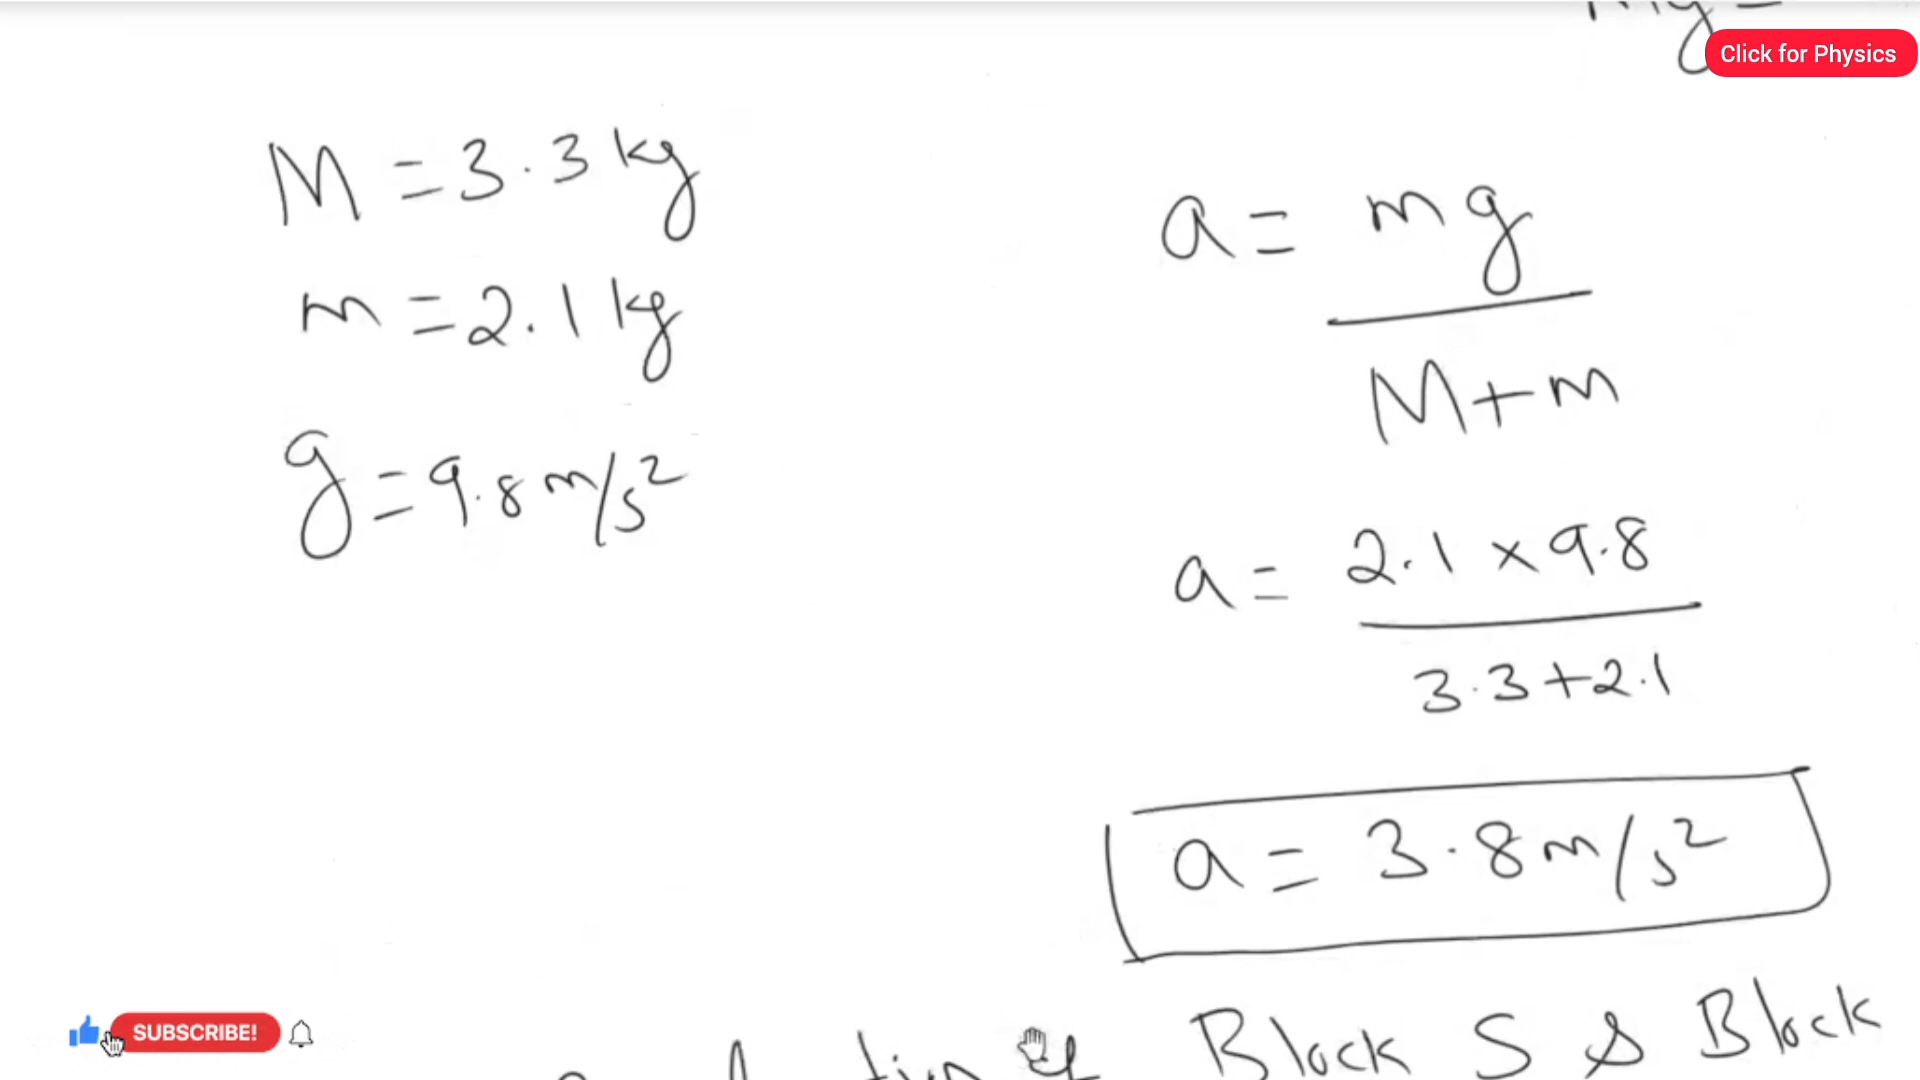 Click for Physics
M = 3.3 kg
m = 2.1 kg
g = 9.8 m/s²
a = mg
M + m
a = 2.1 × 9.8
3.3 + 2.1
a = 3.8 m/s²
SUBSCRIBE!
Block S & Block